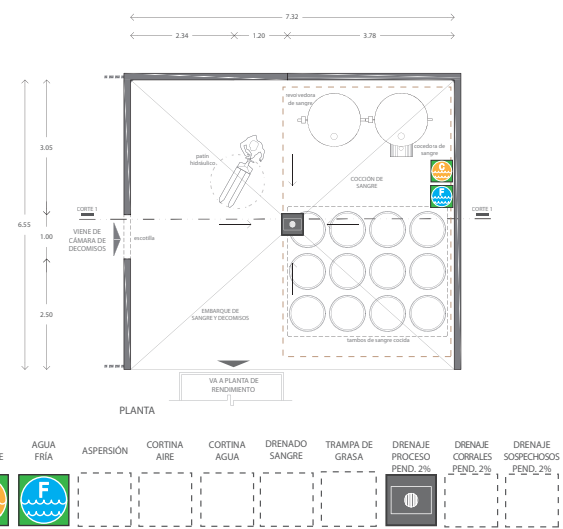 7.32
2.34
1.20
3.78
3.05
6.55
1.00
2.50
revolvedora
de sangre
cocedora de
sangre
patín
hidráulico
C
F
COCCIÓN DE
SANGRE
CORTE 1
CORTE 1
VIENE DE
CÁMARA DE
DECOMISOS
escotilla
EMBARQUE DE
SANGRE Y DECOMISOS
tambos de sangre cocida
VA A PLANTA DE
RENDIMIENTO
PLANTA
AGUA
FRÍA
ASPERSIÓN
CORTINA
AIRE
CORTINA
AGUA
DRENADO
SANGRE
TRAMPA DE
GRASA
DRENAJE
PROCESO
PEND. 2%
DRENAJE
CORRALES
PEND. 2%
DRENAJE
SOSPECHOSOS
PEND. 2%
F